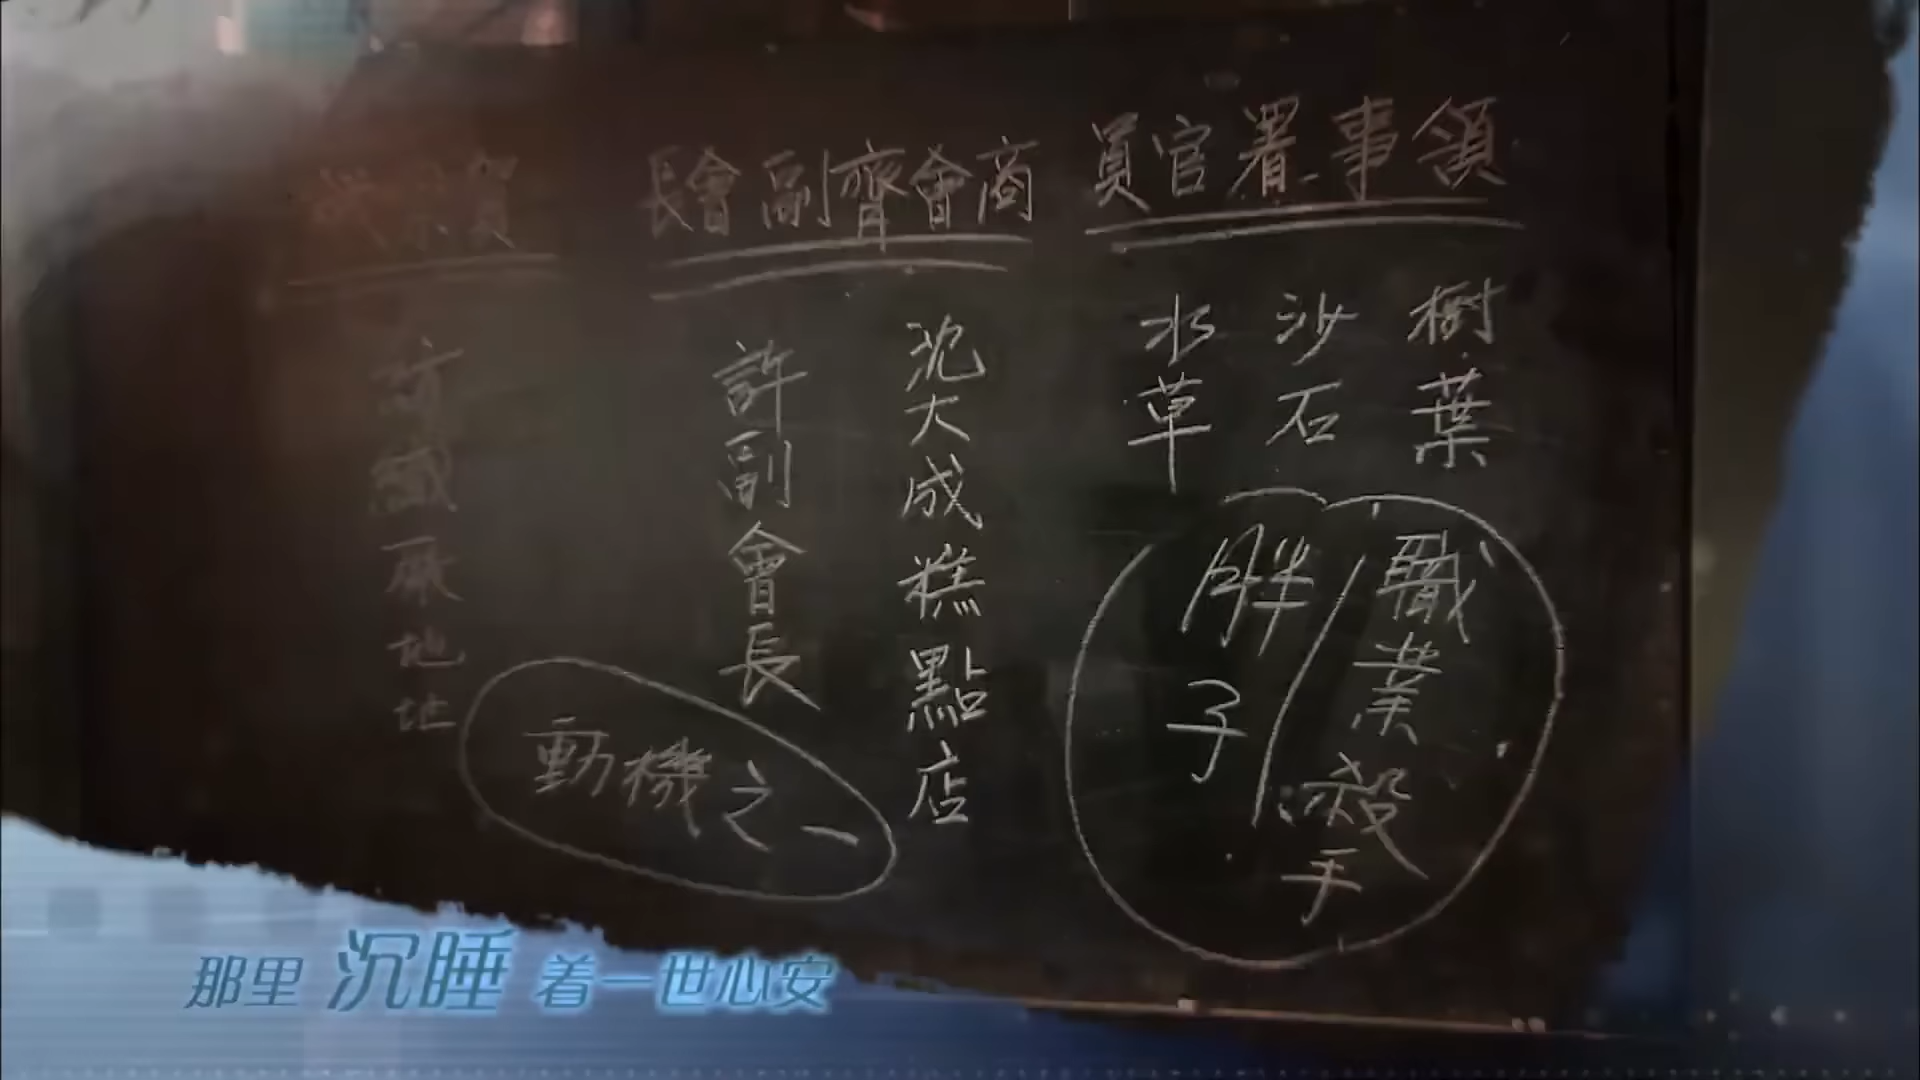 領事署官員
樹葉
沙石
水草
職業殺手
胖子
商會齊副會長
沈大成糕點店
許副會長
動機之一
賀
紡織廠地址
那里沉睡着一世心安